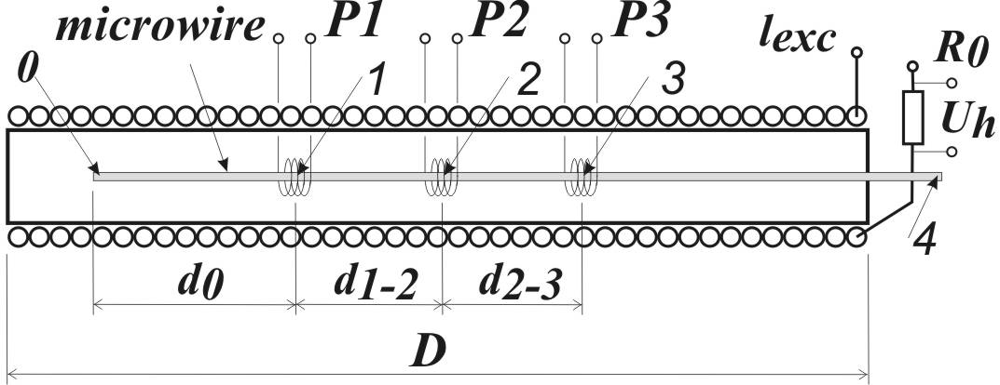 microwire P1 P2 P3 lexc R0
0 1 2 3
Uh
4
d0 d1-2 d2-3
D